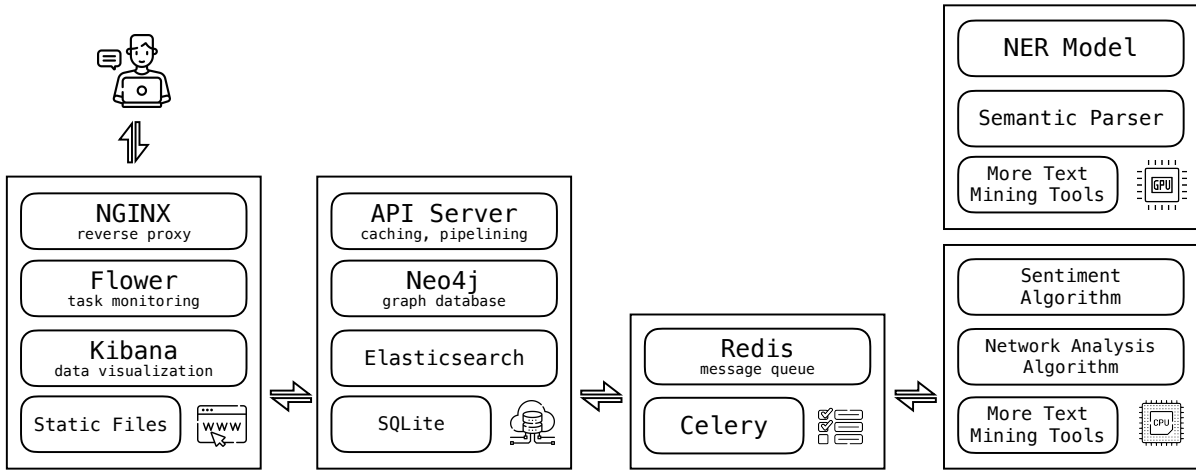 NGINX
reverse proxy
Flower
task monitoring
Kibana
data visualization
Static Files
www
API Server
caching, pipelining
Neo4j
graph database
Elasticsearch
SQLite
Redis
message queue
Celery
NER Model
Semantic Parser
More Text
Mining Tools
GPU
Sentiment
Algorithm
Network Analysis
Algorithm
More Text
Mining Tools
CPU